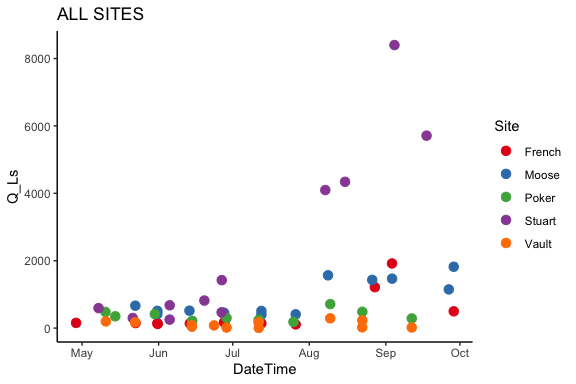 ALL SITES
8000
6000
4000
2000
0
Q_Ls
May Jun Jul Aug Sep Oct
DateTime
Site
French
Moose
Poker
Stuart
Vault